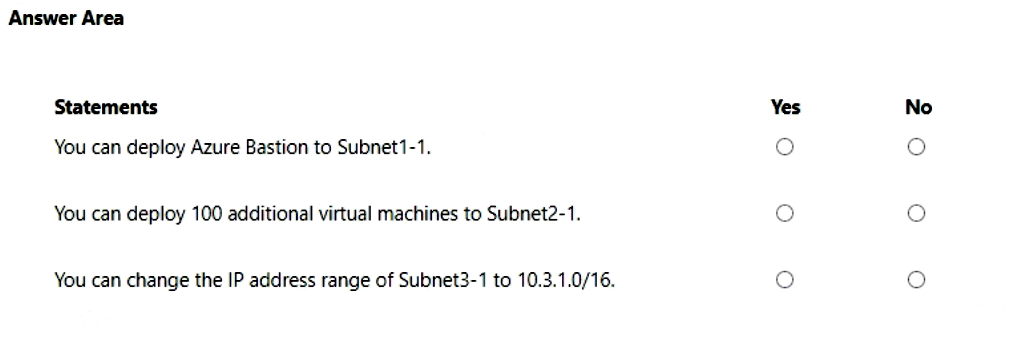 Answer Area
Statements Yes No
You can deploy Azure Bastion to Subnet1-1.
You can deploy 100 additional virtual machines to Subnet2-1.
You can change the IP address range of Subnet3-1 to 10.3.1.0/16.